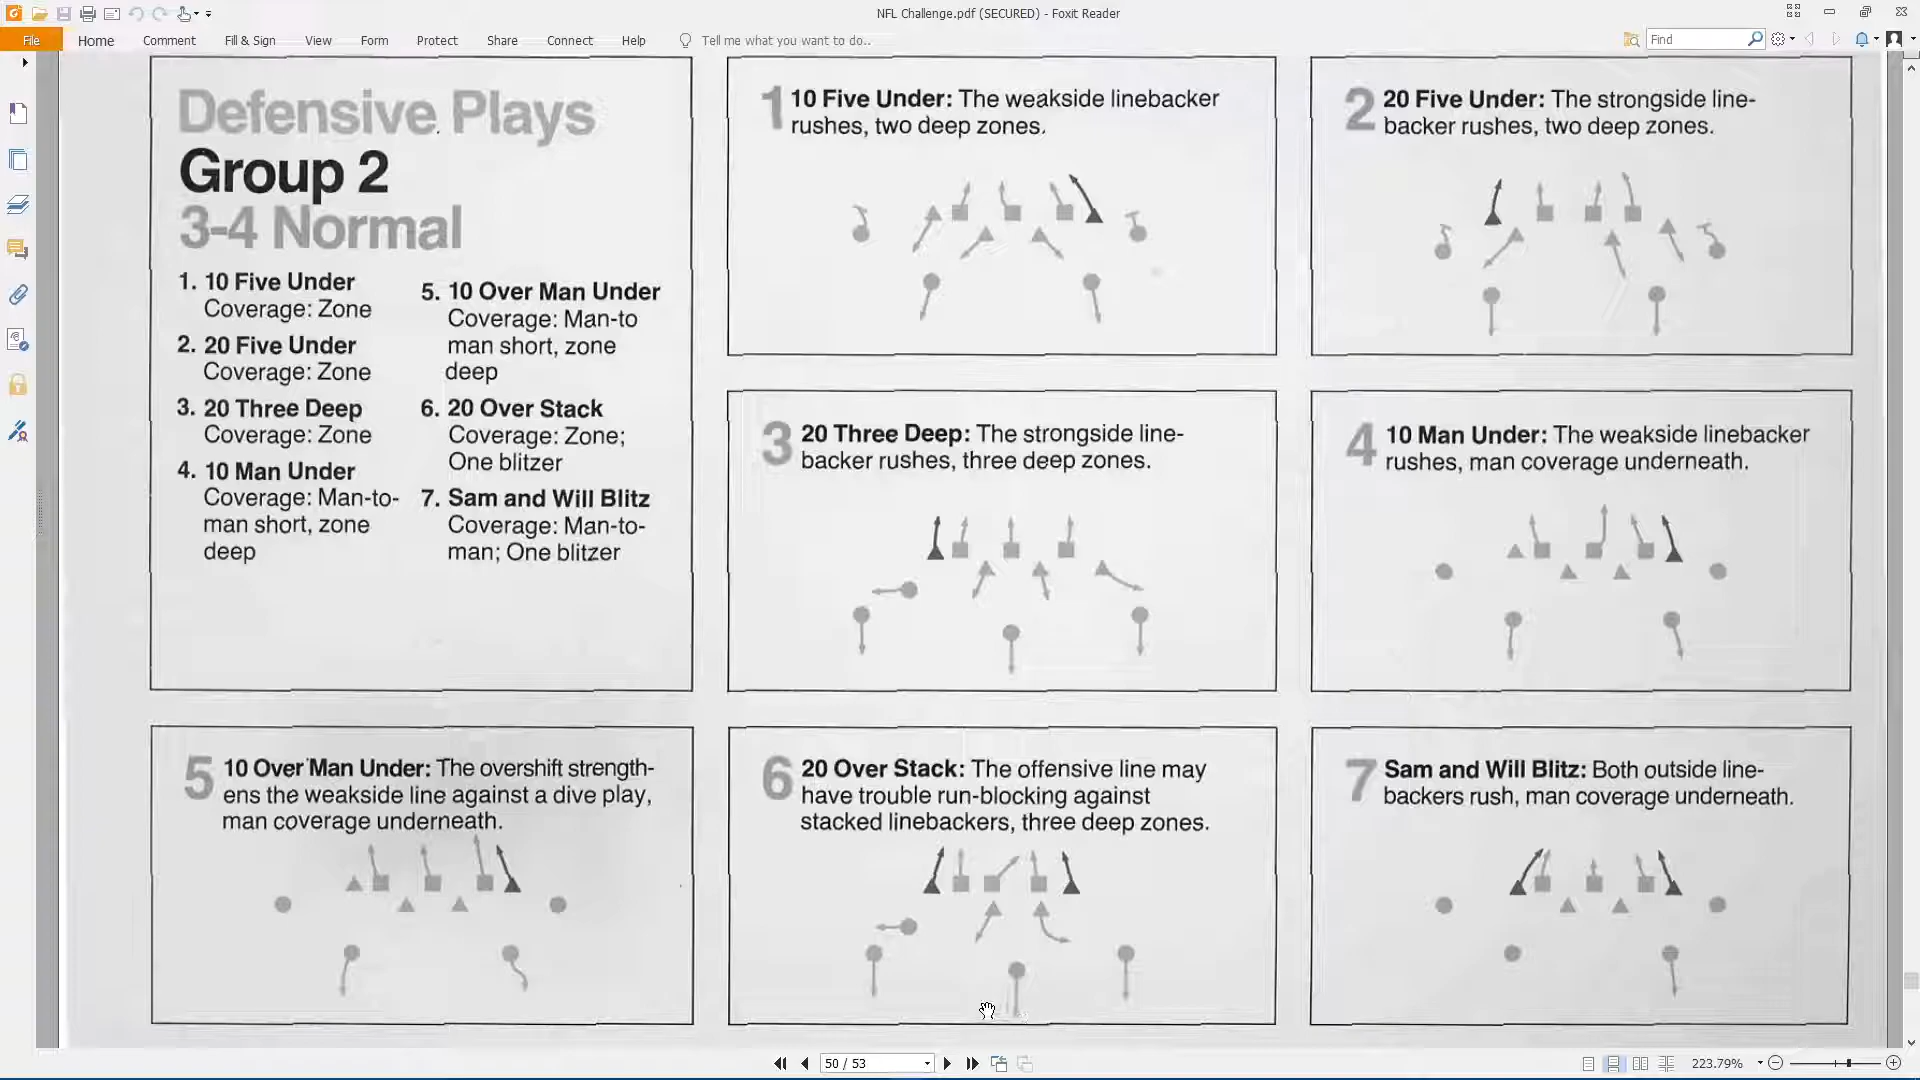 NFL Challenge.pdf (SECURED) - Foxit Reader
File Home Comment Fill & Sign View Form Protect Share Connect Help Tell me what you want to do.. Find
Defensive Plays
Group 2
3-4 Normal
1. 10 Five Under
Coverage: Zone
2. 20 Five Under
Coverage: Zone
3. 20 Three Deep
Coverage: Zone
4. 10 Man Under
Coverage: Man-to-
man short, zone
deep
5. 10 Over Man Under
Coverage: Man-to
man short, zone
deep
6. 20 Over Stack
Coverage: Zone;
One blitzer
7. Sam and Will Blitz
Coverage: Man-to-
man; One blitzer
1 10 Five Under: The weakside linebacker
rushes, two deep zones.
2 20 Five Under: The strongside line-
backer rushes, two deep zones.
3 20 Three Deep: The strongside line-
backer rushes, three deep zones.
4 10 Man Under: The weakside linebacker
rushes, man coverage underneath.
5 10 Over Man Under: The overshift strength-
ens the weakside line against a dive play,
man coverage underneath.
6 20 Over Stack: The offensive line may
have trouble run-blocking against
stacked linebackers, three deep zones.
7 Sam and Will Blitz: Both outside line-
backers rush, man coverage underneath.
50 / 53
223.79%